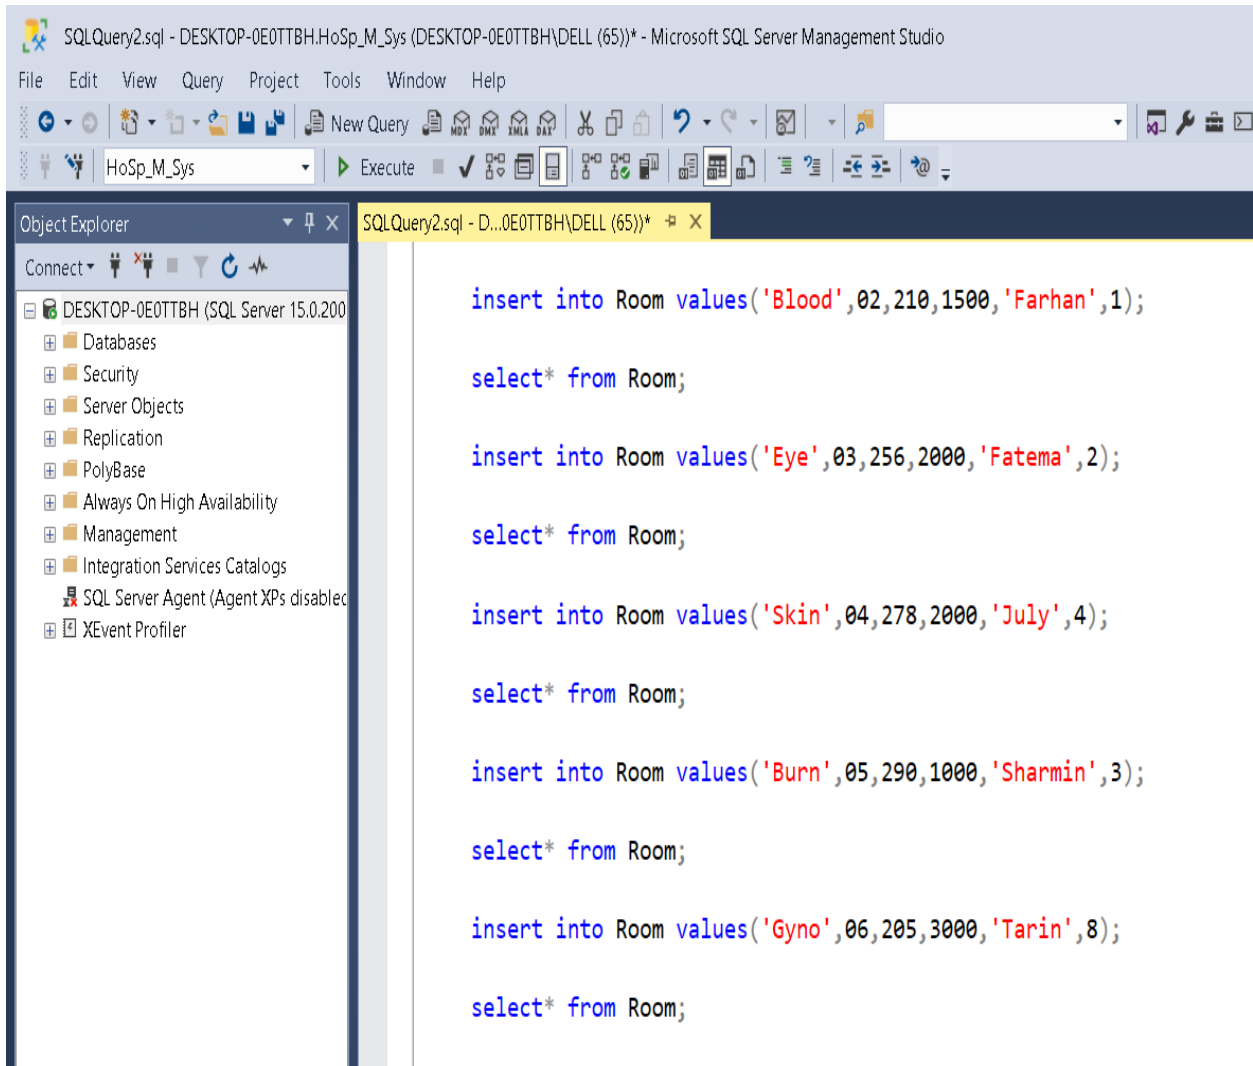 SQLQuery2.sql - DESKTOP-0E0TTBH.HoSp_M_Sys (DESKTOP-0E0TTBH\DELL (65))* - Microsoft SQL Server Management Studio
File Edit View Query Project Tools Window Help
New Query MDX DMX XMLA DAX
HoSp_M_Sys Execute
Object Explorer
SQLQuery2.sql - D...0E0TTBH\DELL (65))*
Connect
DESKTOP-0E0TTBH (SQL Server 15.0.200
Databases
Security
Server Objects
Replication
PolyBase
Always On High Availability
Management
Integration Services Catalogs
SQL Server Agent (Agent XPs disabled
XEvent Profiler
insert into Room values('Blood',02,210,1500,'Farhan',1);
select* from Room;
insert into Room values('Eye',03,256,2000,'Fatema',2);
select* from Room;
insert into Room values('Skin',04,278,2000,'July',4);
select* from Room;
insert into Room values('Burn',05,290,1000,'Sharmin',3);
select* from Room;
insert into Room values('Gyno',06,205,3000,'Tarin',8);
select* from Room;